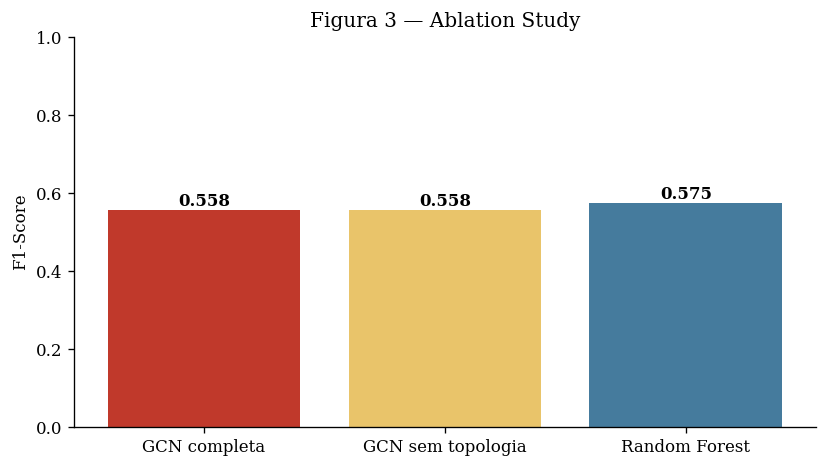 Figura 3 — Ablation Study
1.0
0.8
0.6
0.4
0.2
0.0
F1-Score
0.558
0.558
0.575
GCN completa
GCN sem topologia
Random Forest